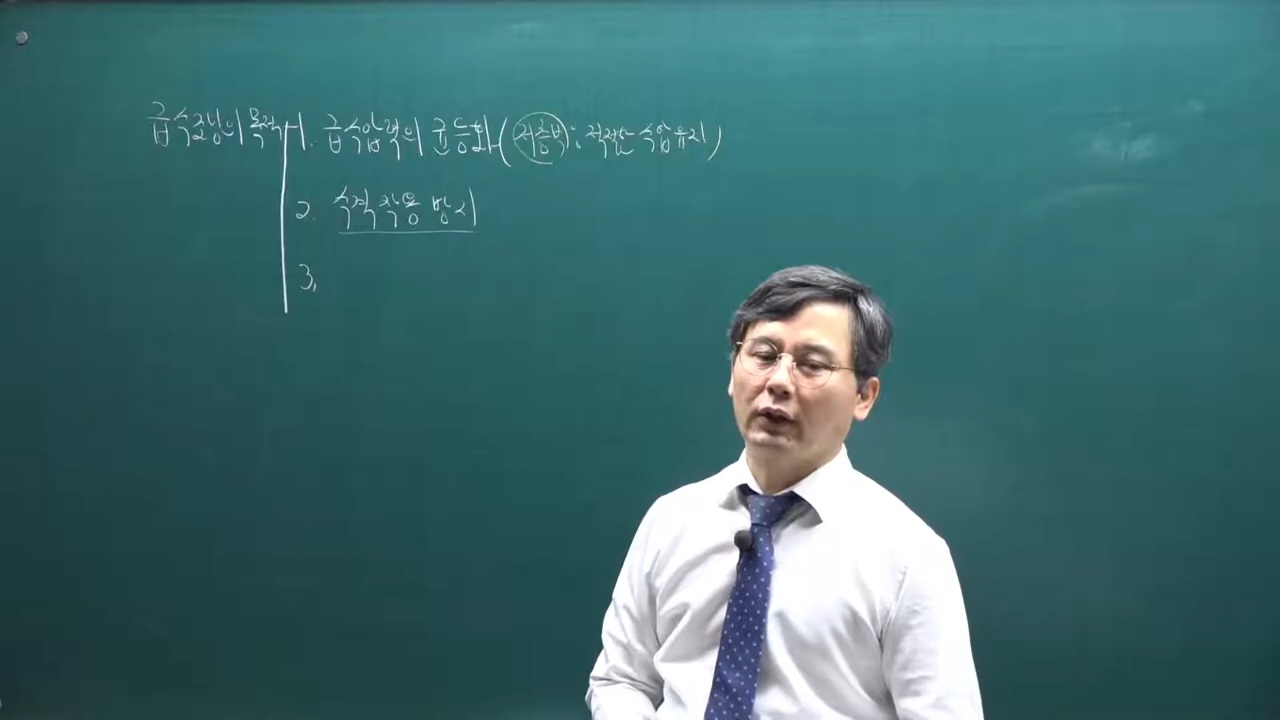 급수조닝의 목적 1. 급수압력의 균등화 (저층부 : 적절한 수압유지)
2. 수격작용 방지
3.